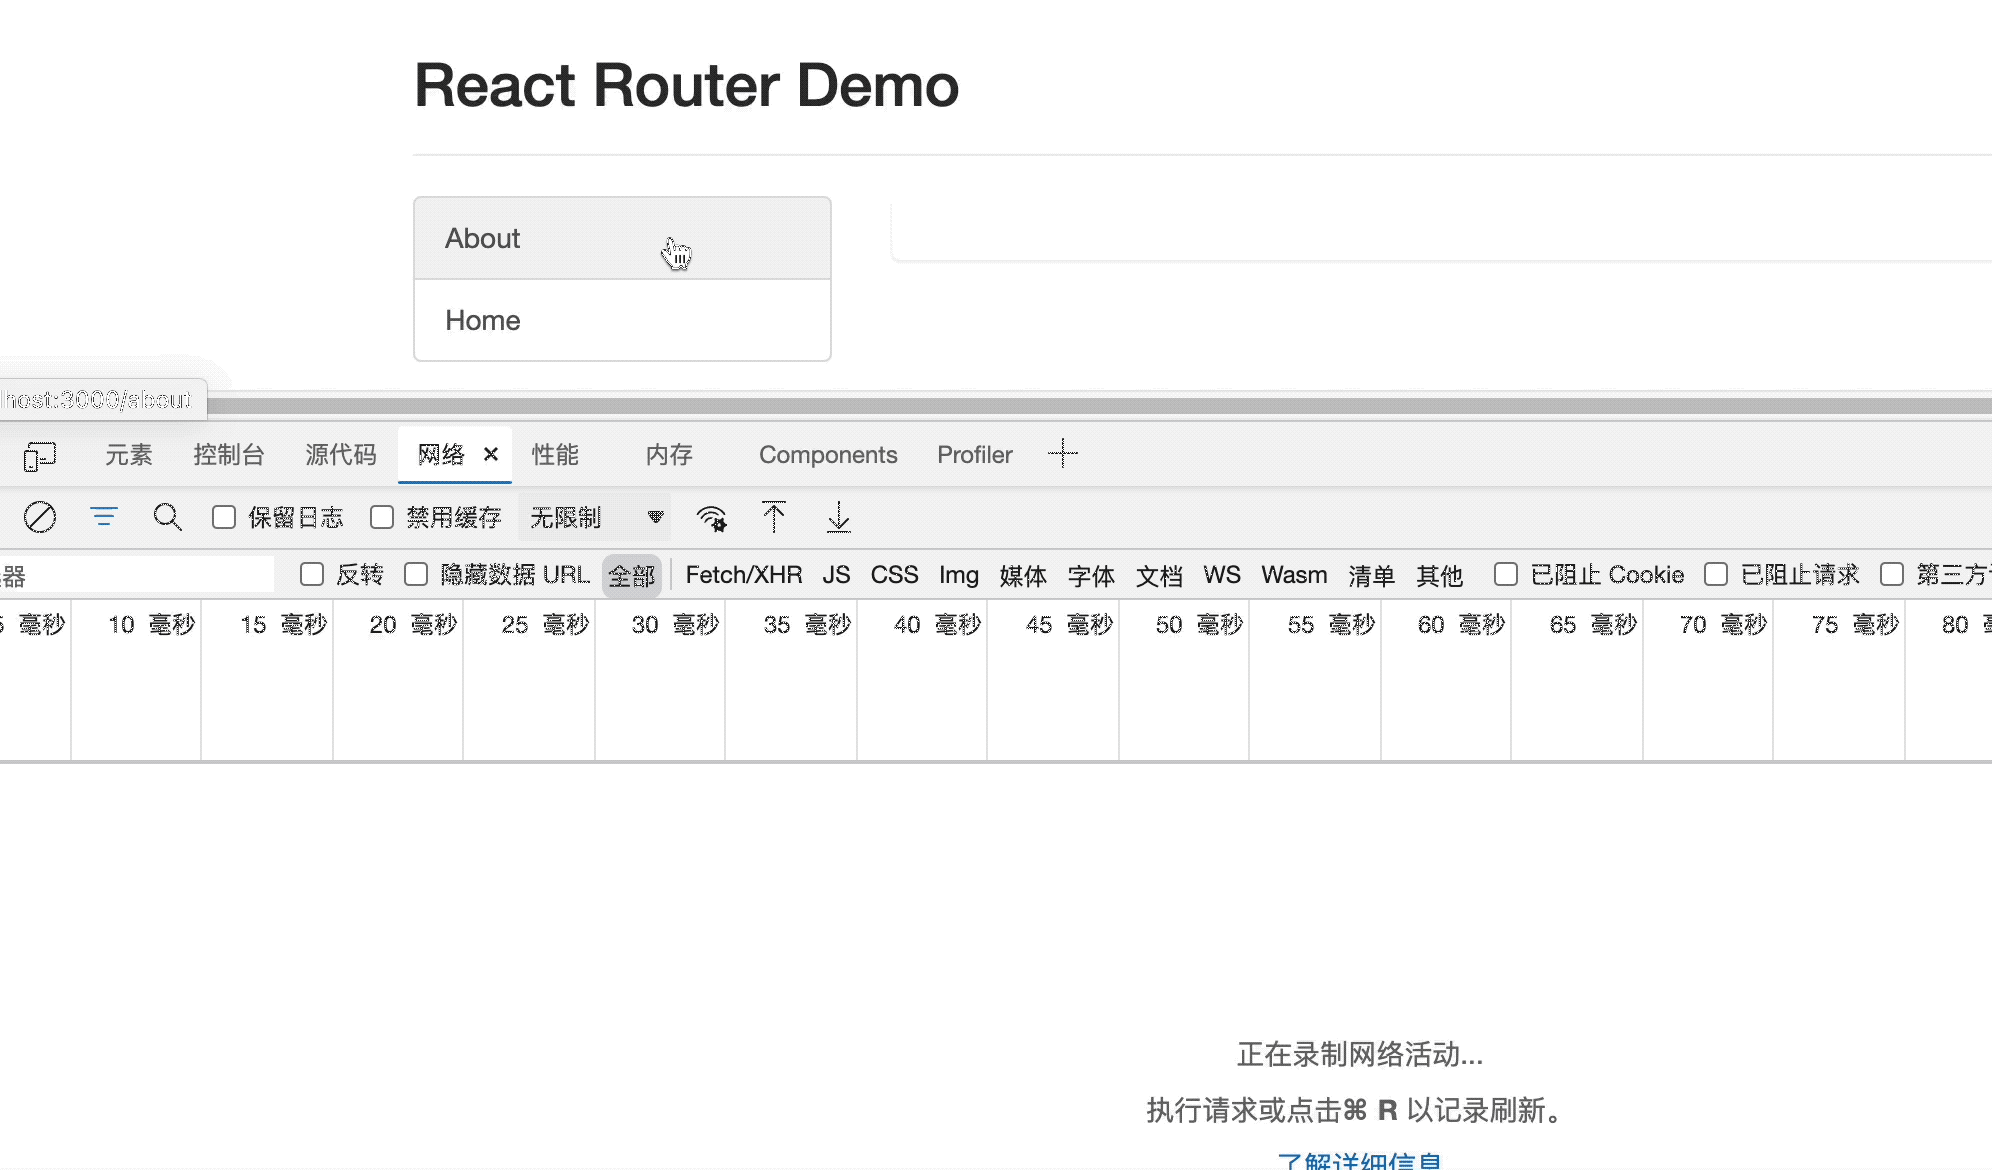 React Router Demo
About
Home
lhost:3000/about
元素 控制台 源代码 网络 × 性能 内存 Components Profiler
保留日志 禁用缓存 无限制
器 反转 隐藏数据 URL 全部 Fetch/XHR JS CSS Img 媒体 字体 文档 WS Wasm 清单 其他 已阻止 Cookie 已阻止请求 第三方
毫秒 10 毫秒 15 毫秒 20 毫秒 25 毫秒 30 毫秒 35 毫秒 40 毫秒 45 毫秒 50 毫秒 55 毫秒 60 毫秒 65 毫秒 70 毫秒 75 毫秒 80
正在录制网络活动...
执行请求或点击⌘ R 以记录刷新。
了解详细信息